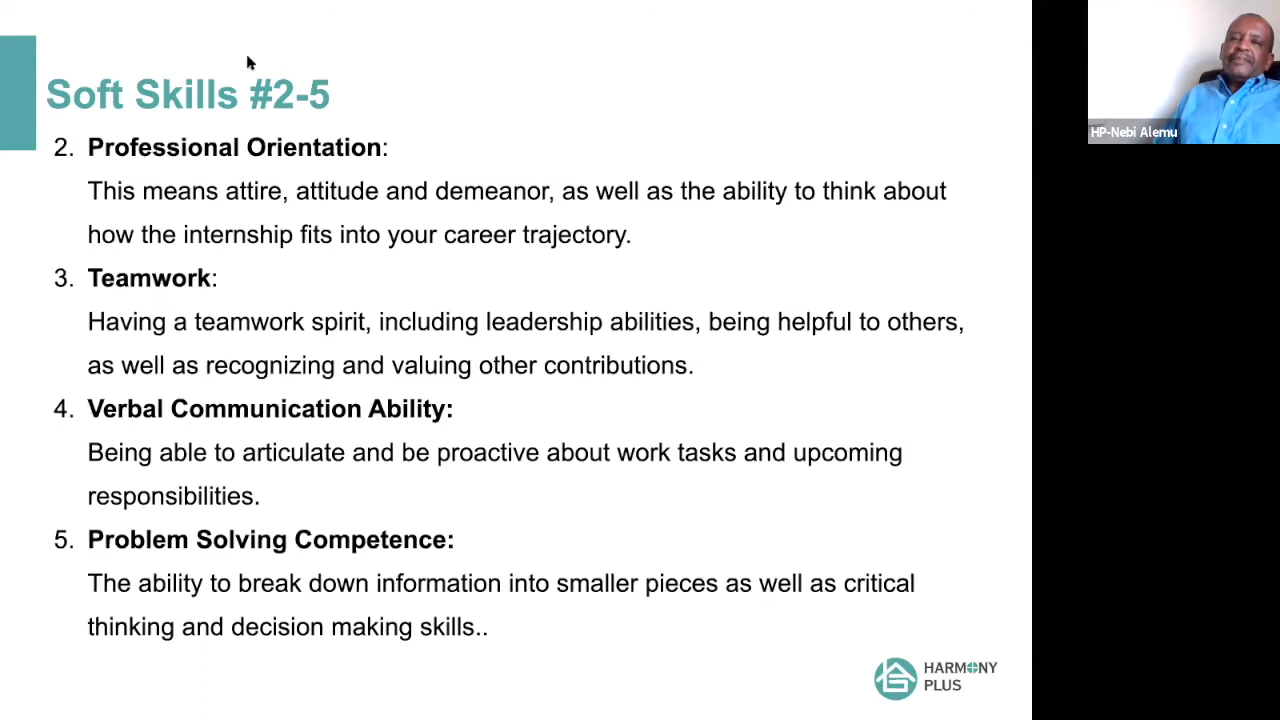 Soft Skills #2-5
2. Professional Orientation:
This means attire, attitude and demeanor, as well as the ability to think about
how the internship fits into your career trajectory.
3. Teamwork:
Having a teamwork spirit, including leadership abilities, being helpful to others,
as well as recognizing and valuing other contributions.
4. Verbal Communication Ability:
Being able to articulate and be proactive about work tasks and upcoming
responsibilities.
5. Problem Solving Competence:
The ability to break down information into smaller pieces as well as critical
thinking and decision making skills..
HARMONY
PLUS
HP-Nebi Alemu